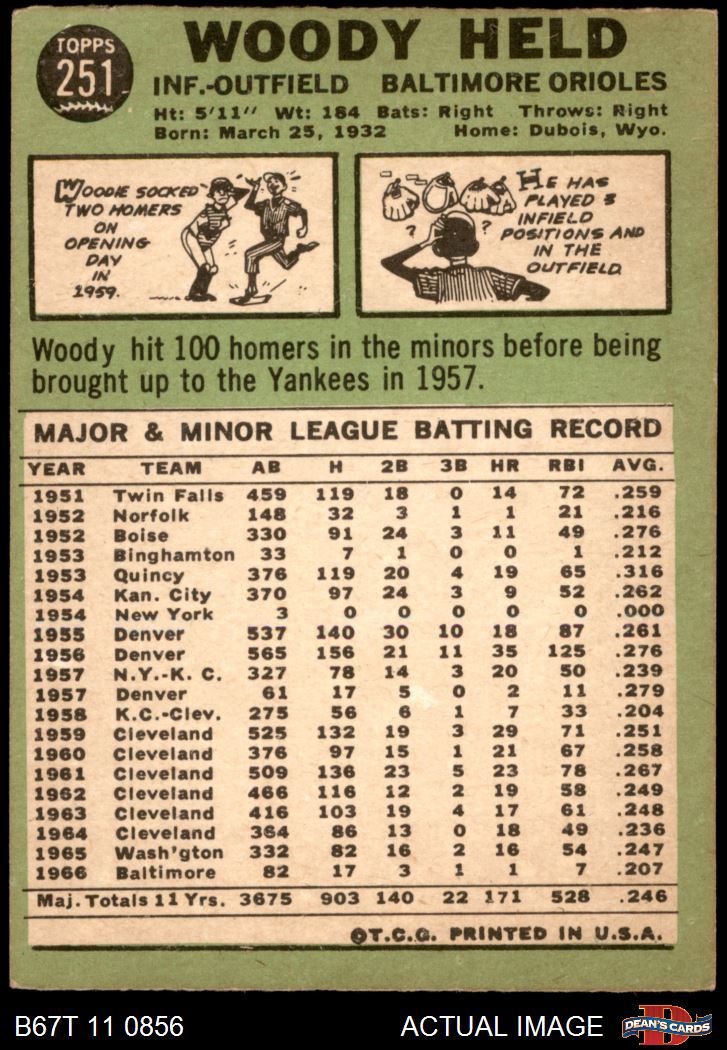 TOPPS
251
WOODY HELD
INF.-OUTFIELD BALTIMORE ORIOLES
Ht: 5'11" Wt: 184 Bats: Right Throws: Right
Born: March 25, 1932 Home: Dubois, Wyo.
WOODIE SOCKED
TWO HOMERS
ON
OPENING
DAY
IN
1959.
HE HAS
PLAYED 3
INFIELD
POSITIONS AND
IN THE
OUTFIELD
? ?
Woody hit 100 homers in the minors before being
brought up to the Yankees in 1957.
MAJOR & MINOR LEAGUE BATTING RECORD
YEAR TEAM AB H 2B 3B HR RBI AVG.
1951 Twin Falls 459 119 18 0 14 72 .259
1952 Norfolk 148 32 3 1 1 21 .216
1952 Boise 330 91 24 3 11 49 .276
1953 Binghamton 33 7 1 0 0 1 .212
1953 Quincy 376 119 20 4 19 65 .316
1954 Kan. City 370 97 24 3 9 52 .262
1954 New York 3 0 0 0 0 0 .000
1955 Denver 537 140 30 10 18 87 .261
1956 Denver 565 156 21 11 35 125 .276
1957 N.Y.-K. C. 327 78 14 3 20 50 .239
1957 Denver 61 17 5 0 2 11 .279
1958 K.C.-Clev. 275 56 6 1 7 33 .204
1959 Cleveland 525 132 19 3 29 71 .251
1960 Cleveland 376 97 15 1 21 67 .258
1961 Cleveland 509 136 23 5 23 78 .267
1962 Cleveland 466 116 12 2 19 58 .249
1963 Cleveland 416 103 19 4 17 61 .248
1964 Cleveland 364 86 13 0 18 49 .236
1965 Wash'gton 332 82 16 2 16 54 .247
1966 Baltimore 82 17 3 1 1 7 .207
Maj. Totals 11 Yrs. 3675 903 140 22 171 528 .246
©T.C.G. PRINTED IN U.S.A.
B67T 11 0856 ACTUAL IMAGE
D
DEAN'S CARDS